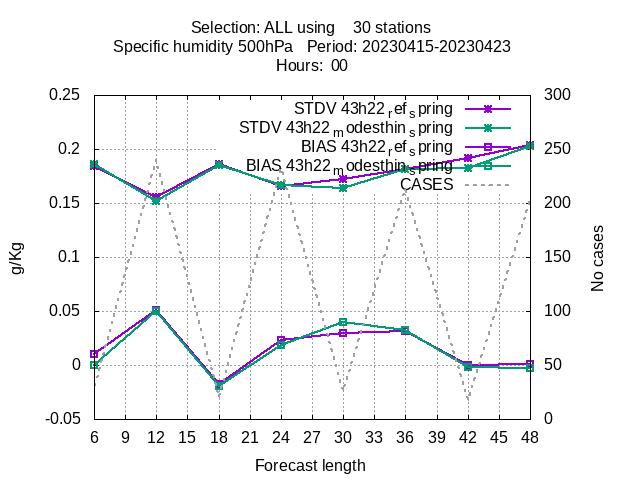 Selection: ALL using    30 stations
Specific humidity 500hPa   Period: 20230415-20230423
Hours:  00
0.25
0.2
0.15
0.1
0.05
0
-0.05
g/Kg
300
250
200
150
100
50
0
No cases
STDV 43h22_ref_spring
STDV 43h22_modesthin_spring
BIAS 43h22_ref_spring
BIAS 43h22_modesthin_spring
CASES
6 9 12 15 18 21 24 27 30 33 36 39 42 45 48
Forecast length